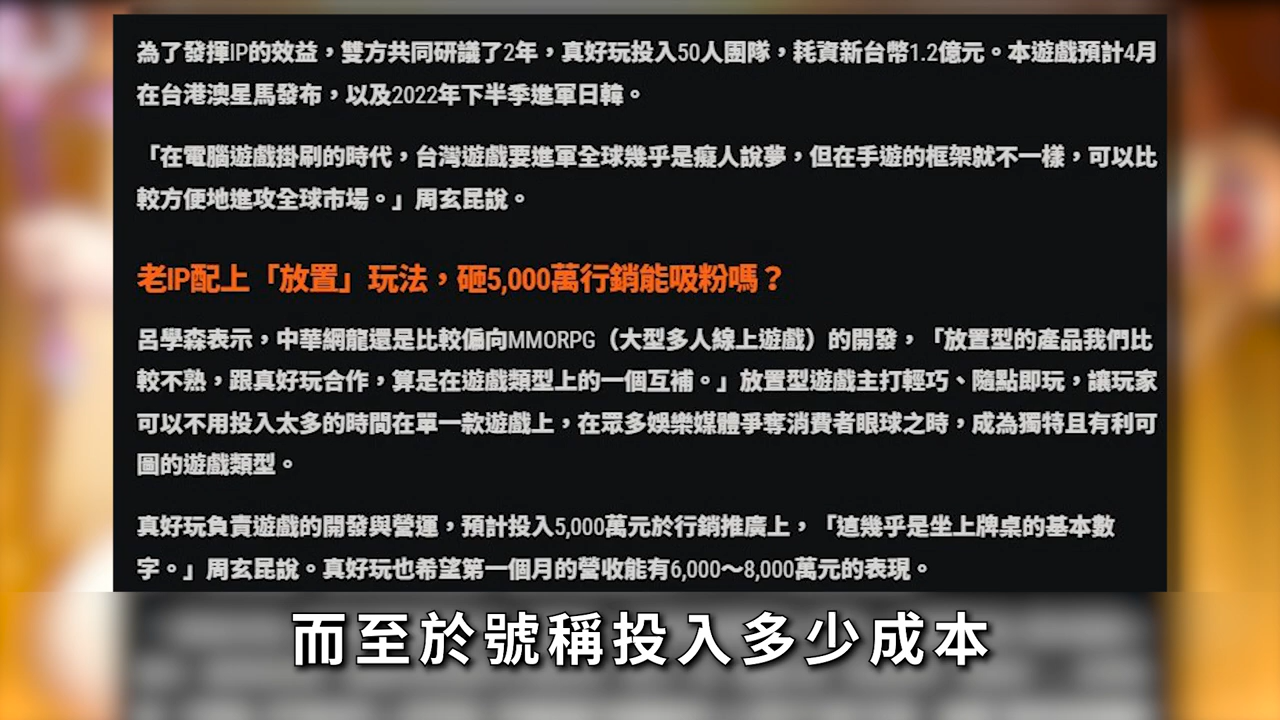 為了發揮IP的效益，雙方共同研議了2年，真好玩投入50人團隊，耗資新台幣1.2億元。本遊戲預計4月
在台港澳星馬發布，以及2022年下半季進軍日韓。
「在電腦遊戲掛刷的時代，台灣遊戲要進軍全球幾乎是癡人說夢，但在手遊的框架就不一樣，可以比
較方便地進攻全球市場。」周玄昆說。
老IP配上「放置」玩法，砸5,000萬行銷能吸粉嗎？
呂學森表示，中華網龍還是比較偏向MMORPG（大型多人線上遊戲）的開發，「放置型的產品我們比
較不熟，跟真好玩合作，算是在遊戲類型上的一個互補。」放置型遊戲主打輕巧、隨點即玩，讓玩家
可以不用投入太多的時間在單一款遊戲上，在眾多娛樂媒體爭奪消費者眼球之時，成為獨特且有利可
圖的遊戲類型。
真好玩負責遊戲的開發與營運，預計投入5,000萬元於行銷推廣上，「這幾乎是坐上牌桌的基本數
字。」周玄昆說。真好玩也希望第一個月的營收能有6,000～8,000萬元的表現。
而至於號稱投入多少成本